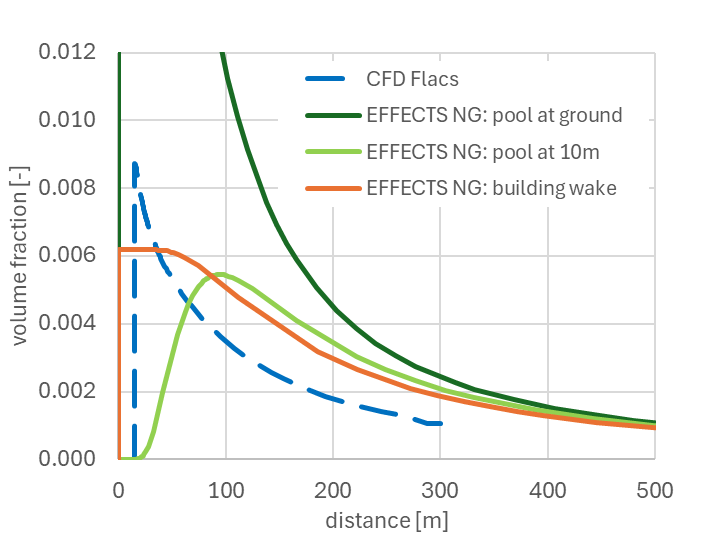 0.012
0.010
0.008
0.006
0.004
0.002
0.000
volume fraction [-]
CFD Flacs
EFFECTS NG: pool at ground
EFFECTS NG: pool at 10m
EFFECTS NG: building wake
0 100 200 300 400 500
distance [m]